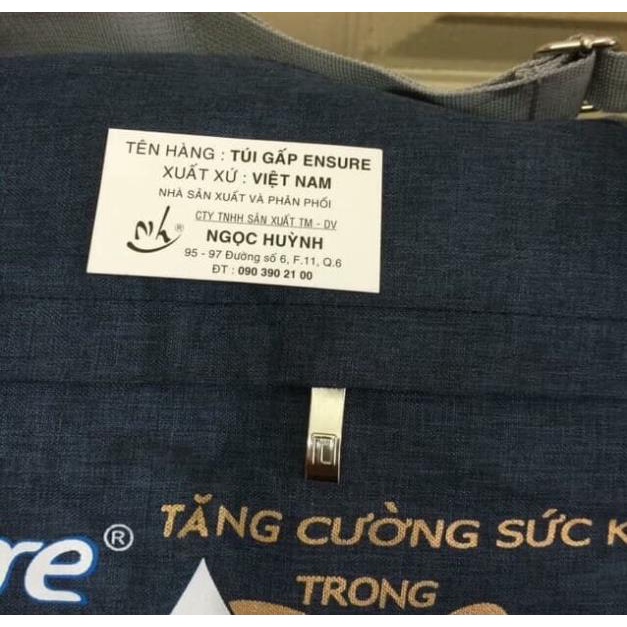 TÊN HÀNG : TÚI GẤP ENSURE
XUẤT XỨ : VIỆT NAM
NHÀ SẢN XUẤT VÀ PHÂN PHỐI
CTY TNHH SẢN XUẤT TM - DV
nh®
NGỌC HUỲNH
95 - 97 Đường số 6, F.11, Q.6
ĐT : 090 390 21 00
TĂNG CƯỜNG SỨC K
re®
TRONG